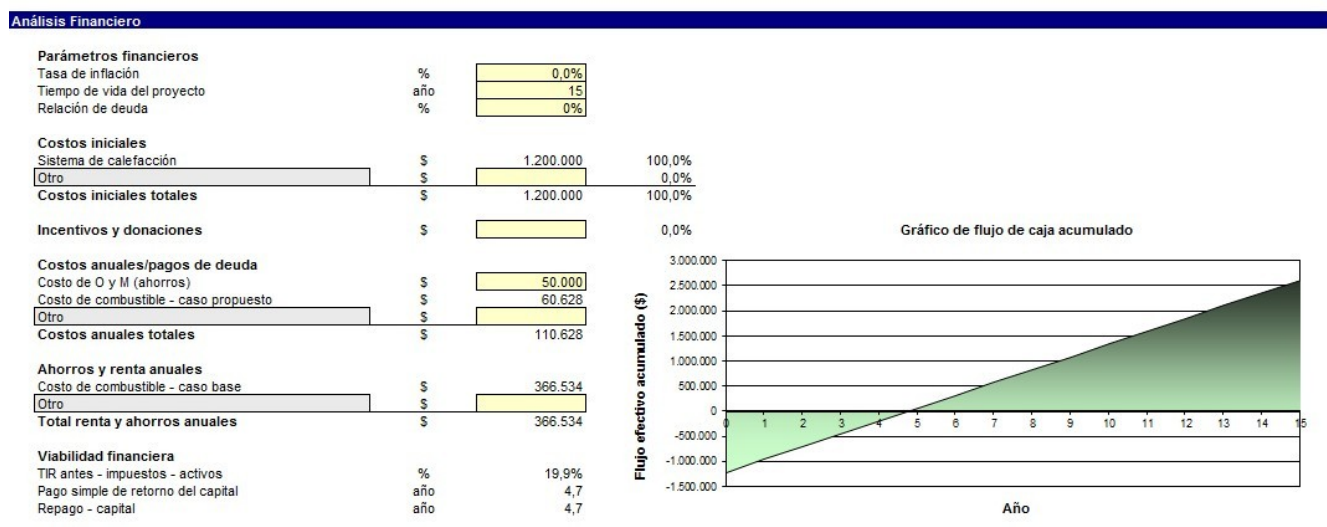 Análisis Financiero
Parámetros financieros
Tasa de inflación % 0,0%
Tiempo de vida del proyecto año 15
Relación de deuda % 0%
Costos iniciales
Sistema de calefacción $ 1.200.000 100,0%
Otro $ 0,0%
Costos iniciales totales $ 1.200.000 100,0%
Incentivos y donaciones $ 0,0%
Costos anuales/pagos de deuda
Costo de O y M (ahorros) $ 50.000
Costo de combustible - caso propuesto $ 60.628
Otro $
Costos anuales totales $ 110.628
Ahorros y renta anuales
Costo de combustible - caso base $ 366.534
Otro $
Total renta y ahorros anuales $ 366.534
Viabilidad financiera
TIR antes - impuestos - activos % 19,9%
Pago simple de retorno del capital año 4,7
Repago - capital año 4,7
Gráfico de flujo de caja acumulado
Flujo efectivo acumulado ($)
3.000.000
2.500.000
2.000.000
1.500.000
1.000.000
500.000
0
-500.000
-1.000.000
-1.500.000
0 1 2 3 4 5 6 7 8 9 10 11 12 13 14 15
Año